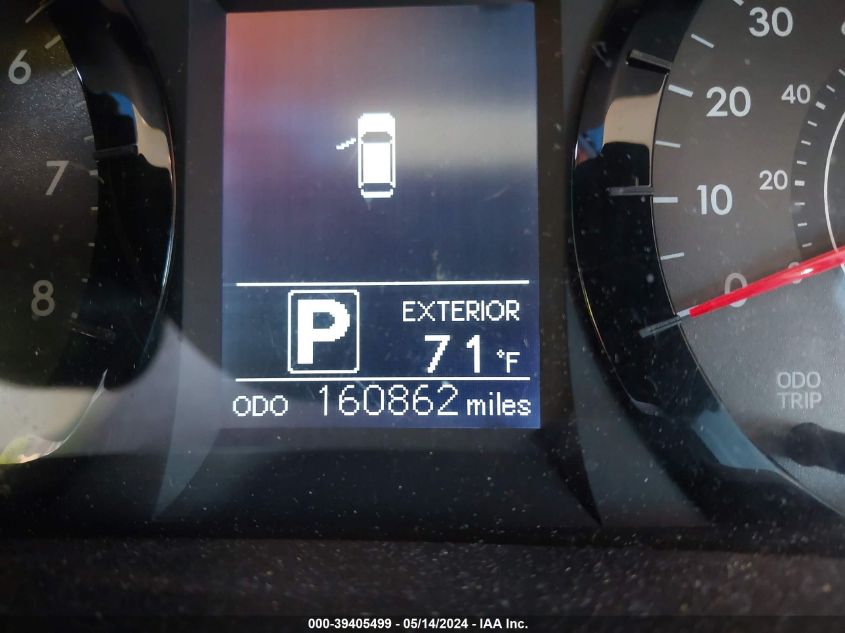 6
7
8
P
EXTERIOR
71 °F
ODO 160862 miles
30
20
10
0
40
20
ODO
TRIP
000-39405499 - 05/14/2024 - IAA Inc.